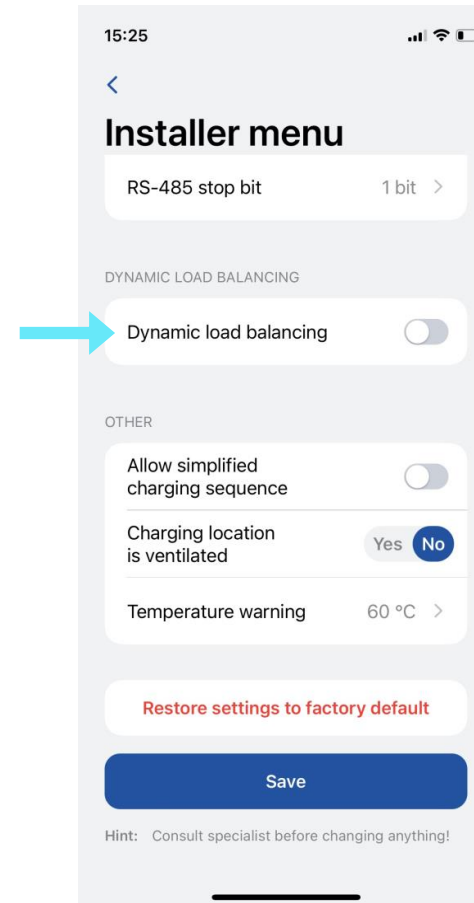 15:25
Installer menu
RS-485 stop bit 1 bit
DYNAMIC LOAD BALANCING
Dynamic load balancing
OTHER
Allow simplified
charging sequence
Charging location
is ventilated
Yes No
Temperature warning 60 °C
Restore settings to factory default
Save
Hint: Consult specialist before changing anything!